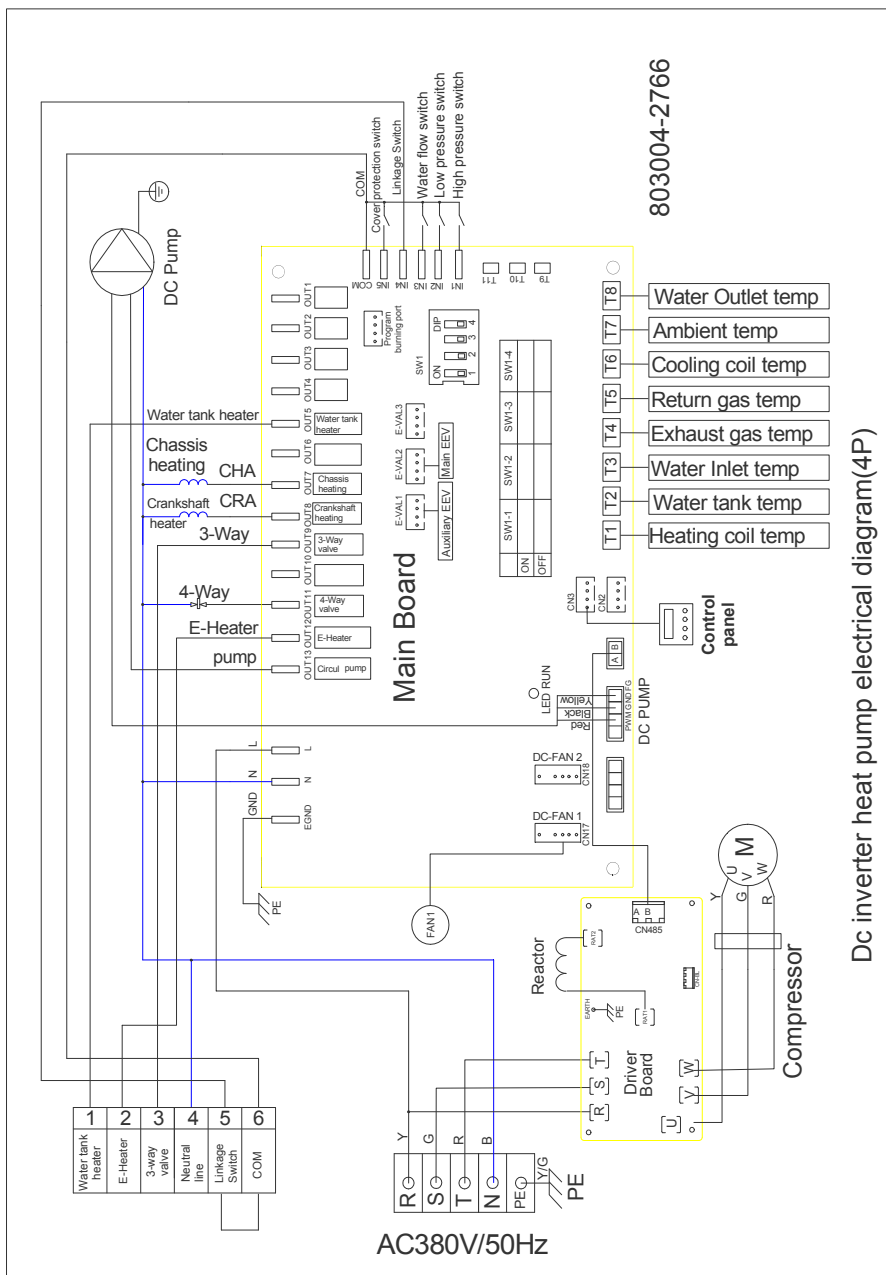 803004-2766
Dc inverter heat pump electrical diagram(4P)
DC Pump
COM
Cover protection switch
Linkage Switch
Water flow switch
Low pressure switch
High pressure switch
COM
IN5
IN4
IN3
IN2
IN1
T11
T10
T9
OUT1
OUT2
OUT3
OUT4
OUT5
OUT6
OUT7
OUT8
OUT9
OUT10
OUT11
OUT12
OUT13
Water tank
heater
Chassis
heating
Crankshaft
heating
3-Way
valve
4-Way
valve
E-Heater
Circul pump
Water tank heater
Chassis
heating
CHA
Crankshaft
heater
CRA
3-Way
4-Way
E-Heater
pump
L
N
GND
L
N
EGND
PE
Program
burning port
SW1
ON
DIP
1
2
3
4
E-VAL3
E-VAL2
E-VAL1
Main EEV
Auxiliary EEV
SW1-1
SW1-2
SW1-3
SW1-4
ON
OFF
Main Board
T8
Water Outlet temp
T7
Ambient temp
T6
Cooling coil temp
T5
Return gas temp
T4
Exhaust gas temp
T3
Water Inlet temp
T2
Water tank temp
T1
Heating coil temp
CN3
CN2
Control
panel
A
B
LED RUN
Yellow
Black
Red
PWM
GND
FG
DC PUMP
DC-FAN 2
CN18
DC-FAN 1
CN17
FAN1
A
B
CN485
RAT2
Reactor
RAT1
EARTH
PE
CN-BL
T
S
R
Driver
Board
W
V
U
M
U
V
W
Y
G
R
Compressor
1
Water tank
heater
2
E-Heater
3
3-way
valve
4
Neutral
line
5
Linkage
Switch
6
COM
R
S
T
N
PE
Y
G
R
B
Y/G
PE
AC380V/50Hz